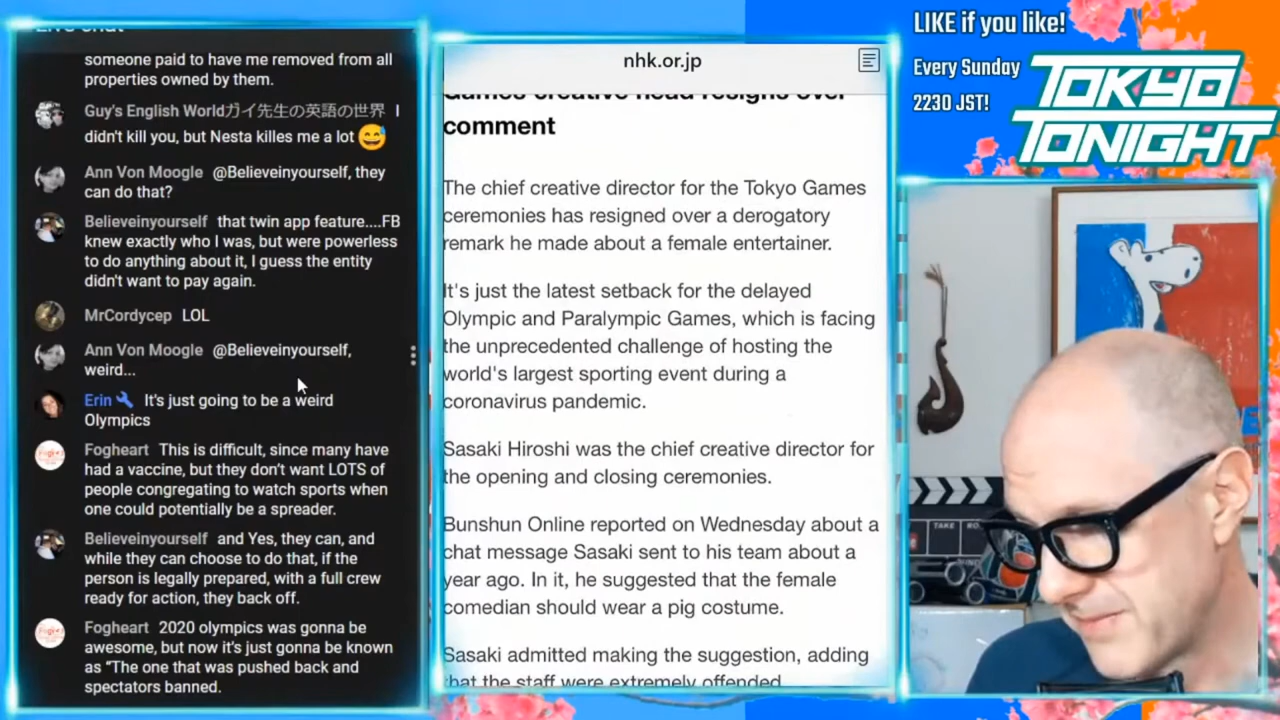 Live chat
someone paid to have me removed from all
properties owned by them.
Guy's English Worldガイ先生の英語の世界 I
didn't kill you, but Nesta killes me a lot 😅
Ann Von Moogle @Believeinyourself, they
can do that?
Believeinyourself that twin app feature....FB
knew exactly who I was, but were powerless
to do anything about it, I guess the entity
didn't want to pay again.
MrCordycep LOL
Ann Von Moogle @Believeinyourself,
weird...
Erin It's just going to be a weird
Olympics
Fogheart This is difficult, since many have
had a vaccine, but they don't want LOTS of
people congregating to watch sports when
one could potentially be a spreader.
Believeinyourself and Yes, they can, and
while they can choose to do that, if the
person is legally prepared, with a full crew
ready for action, they back off.
Fogheart 2020 olympics was gonna be
awesome, but now it's just gonna be known
as "The one that was pushed back and
spectators banned.
nhk.or.jp
Games creative head resigns over
comment
The chief creative director for the Tokyo Games
ceremonies has resigned over a derogatory
remark he made about a female entertainer.
It's just the latest setback for the delayed
Olympic and Paralympic Games, which is facing
the unprecedented challenge of hosting the
world's largest sporting event during a
coronavirus pandemic.
Sasaki Hiroshi was the chief creative director for
the opening and closing ceremonies.
Bunshun Online reported on Wednesday about a
chat message Sasaki sent to his team about a
year ago. In it, he suggested that the female
comedian should wear a pig costume.
Sasaki admitted making the suggestion, adding
that the staff were extremely offended
LIKE if you like!
Every Sunday
2230 JST!
TOKYO
TONIGHT
TAKE